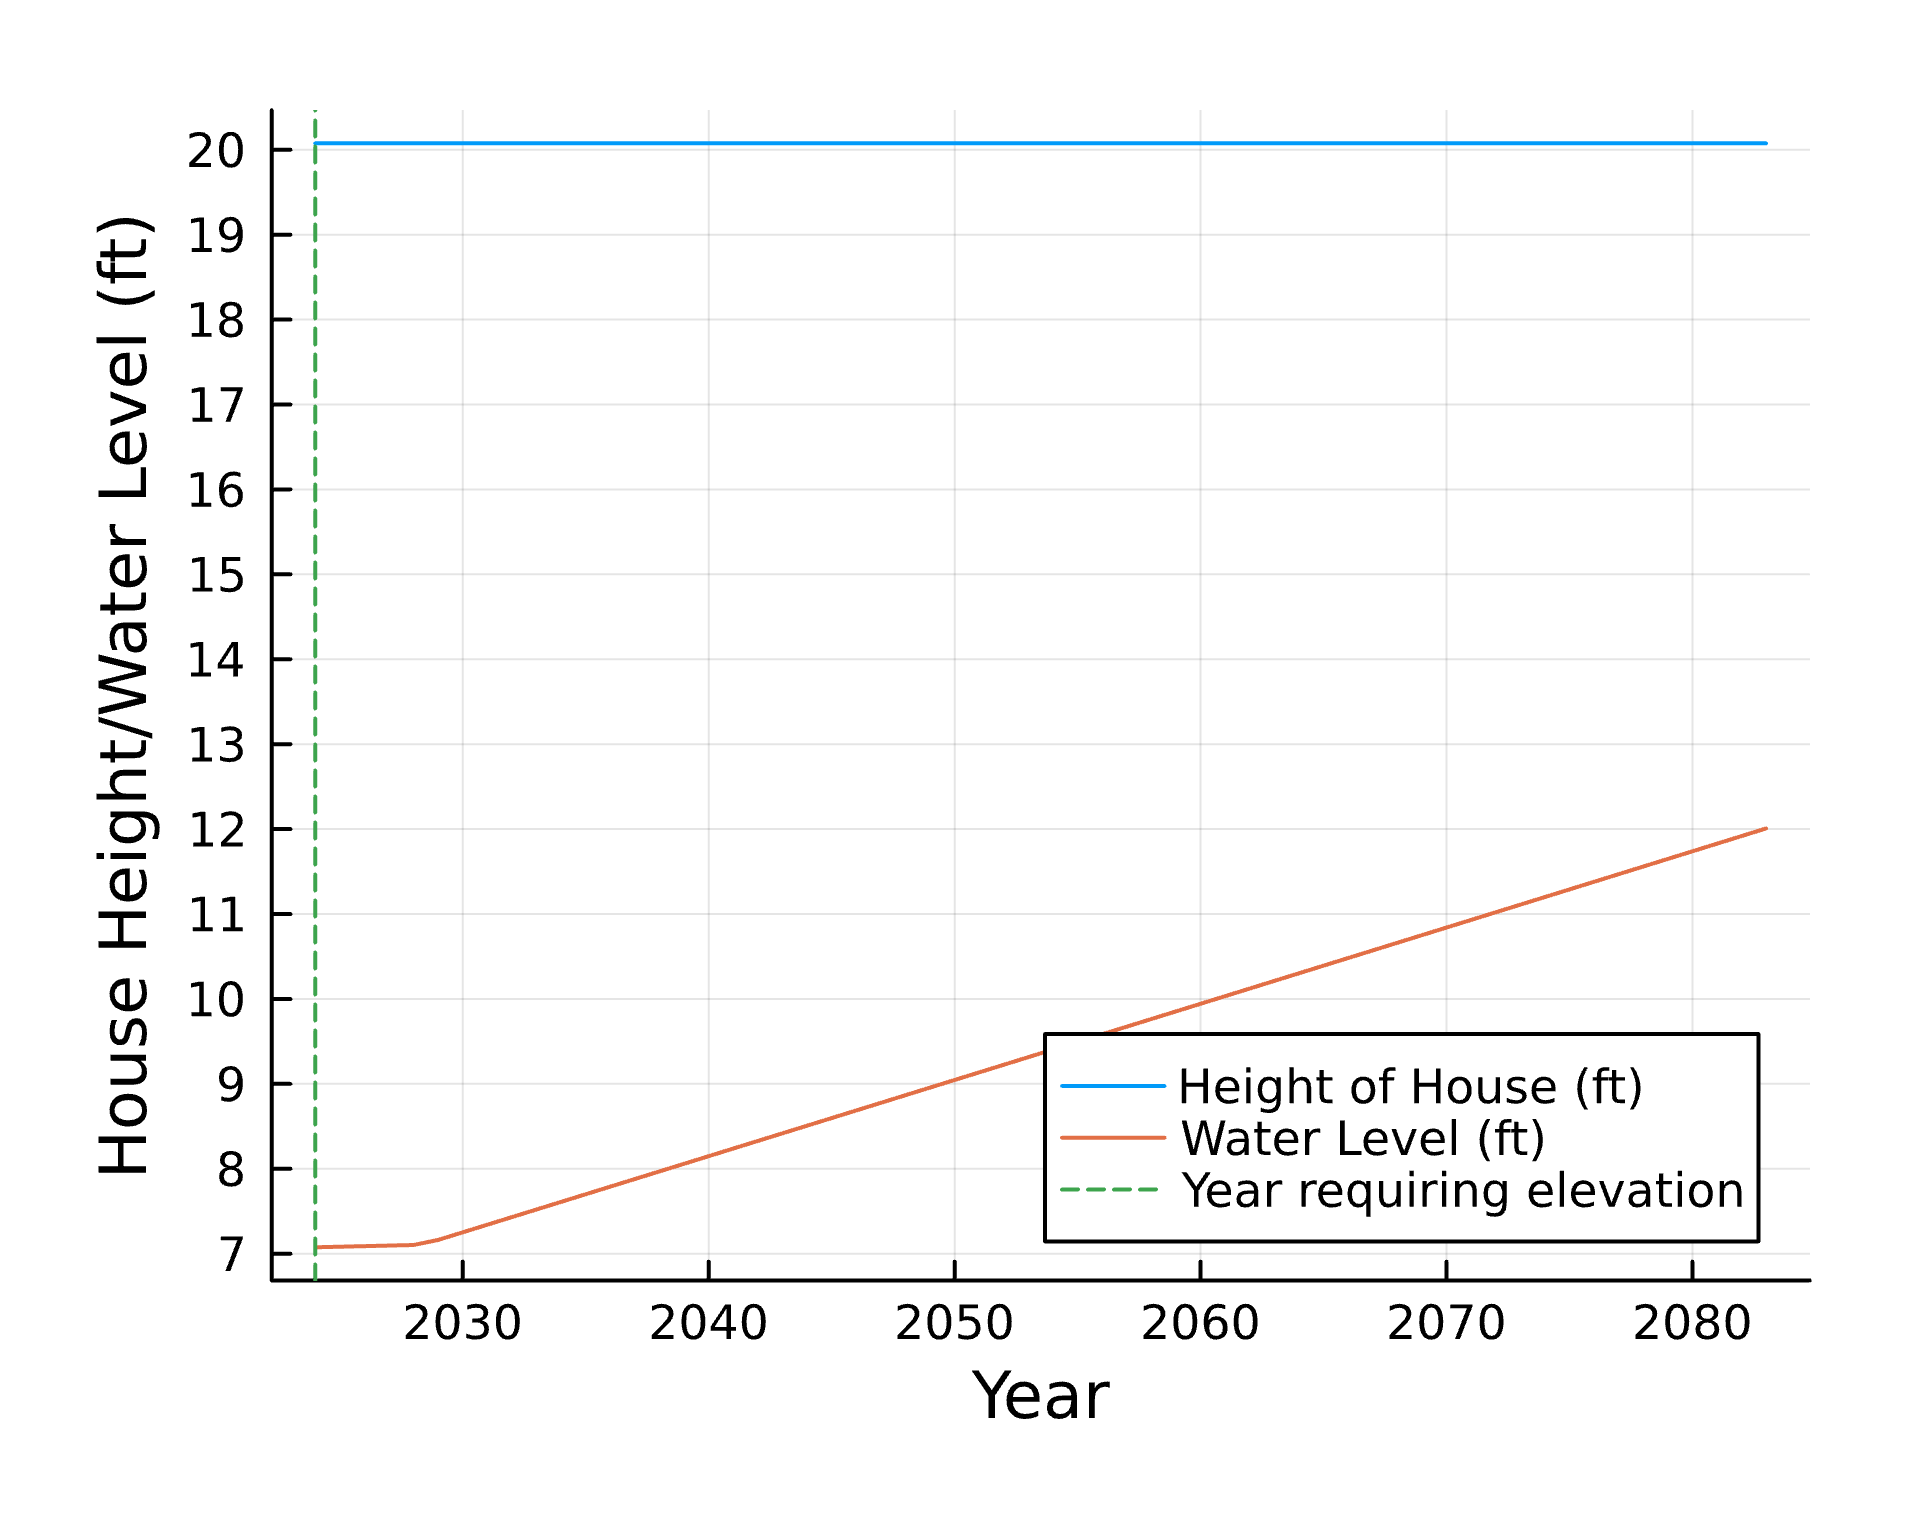 House Height/Water Level (ft)
20
19
18
17
16
15
14
13
12
11
10
9
8
7
Height of House (ft)
Water Level (ft)
Year requiring elevation
2030 2040 2050 2060 2070 2080
Year